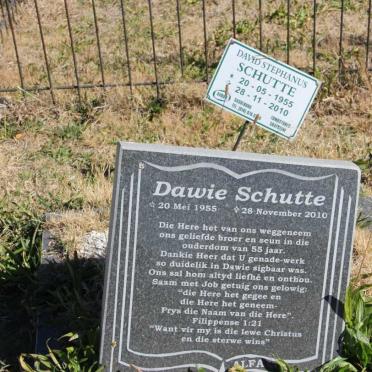 DAVID STEPHANUS
SCHUTTE
* 20 - 05 - 1955
28 - 11 - 2010
Dawie Schutte
☆ 20 Mei 1955 ✞ 28 November 2010
Die Here het van ons weggeneem
ons geliefde broer en seun in die
ouderdom van 55 jaar.
Dankie Heer dat U genade-werk
so duidelik in Dawie sigbaar was.
Ons sal hom altyd liefhê en onthou.
Saam met Job getuig ons gelowig:
"die Here het gegee en
die Here het geneem-
Prys die Naam van die Here".
Filippense 1:21
"Want vir my is die lewe Christus
en die sterwe wins"
ALFA